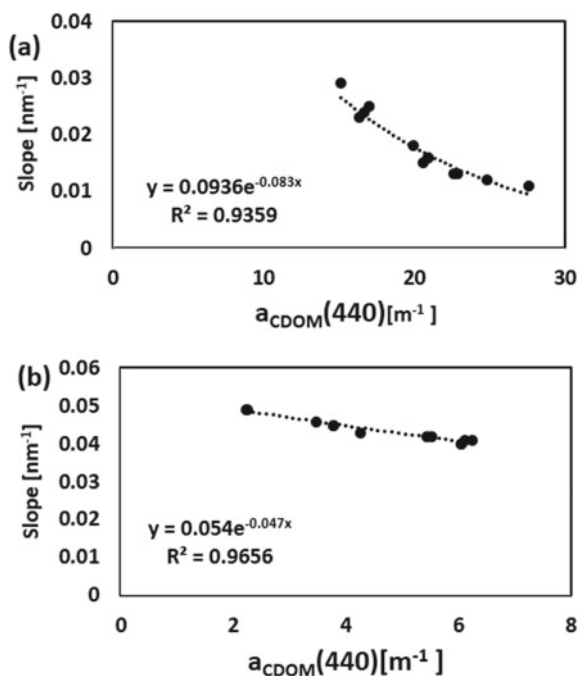 (a)
0.04
0.03
0.02
0.01
0
Slope [nm⁻¹]
y = 0.0936e⁻⁰·⁰⁸³ˣ
R² = 0.9359
0 10 20 30
aCDOM(440)[m⁻¹ ]
(b)
0.06
0.05
0.04
0.03
0.02
0.01
0
Slope [nm⁻¹]
y = 0.054e⁻⁰·⁰⁴⁷ˣ
R² = 0.9656
0 2 4 6 8
aCDOM(440)[m⁻¹ ]